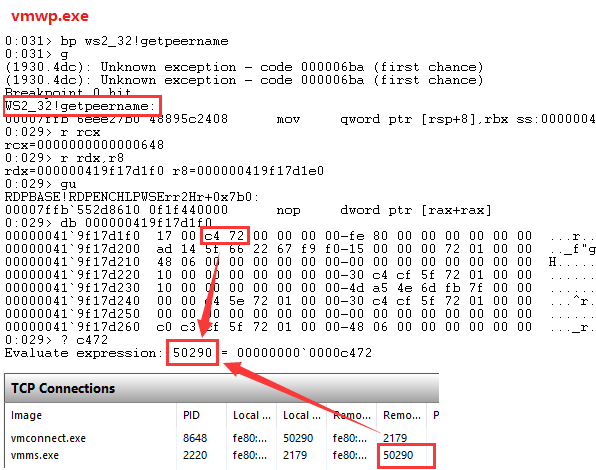 vmwp.exe
0:031> bp ws2_32!getpeername
0:031> g
(1930.4dc): Unknown exception - code 000006ba (first chance)
(1930.4dc): Unknown exception - code 000006ba (first chance)
Breakpoint 0 hit
WS2_32!getpeername:
00007ffb`6eee27b0 48895c2408 mov qword ptr [rsp+8],rbx ss:0000004
0:029> r rcx
rcx=0000000000000648
0:029> r rdx,r8
rdx=000000419f17d1f0 r8=000000419f17d1e0
0:029> gu
RDPBASE!RDPENCHLPWSErr2Hr+0x7b0:
00007ffb`552d8610 0f1f440000 nop dword ptr [rax+rax]
0:029> db 000000419f17d1f0
00000041`9f17d1f0 17 00 c4 72 00 00 00 00-fe 80 00 00 00 00 00 00 ...r....
00000041`9f17d200 ad 14 5f 66 22 67 f9 f0-15 00 00 00 72 01 00 00 .._f"g
00000041`9f17d210 48 06 00 00 00 00 00 00-00 00 00 00 00 00 00 00 H.......
00000041`9f17d220 10 00 00 00 00 00 00 00-30 c4 cf 5f 72 01 00 00 ........
00000041`9f17d230 10 00 00 00 00 00 00 00-4d a5 4e 6d fb 7f 00 00 ........
00000041`9f17d240 00 00 d4 5e 72 01 00 00-30 c4 cf 5f 72 01 00 00 ...^r...
00000041`9f17d250 00 00 00 00 00 00 00 00-00 00 00 00 00 00 00 00 ........
00000041`9f17d260 c0 c3 cf 5f 72 01 00 00-48 06 00 00 00 00 00 00 ..._r...
0:029> ? c472
Evaluate expression: 50290 = 00000000`0000c472
TCP Connections
Image PID Local ... Local ... Remo... Remo... P
vmconnect.exe 8648 fe80:... 50290 fe80:... 2179
vmms.exe 2220 fe80:... 2179 fe80:... 50290